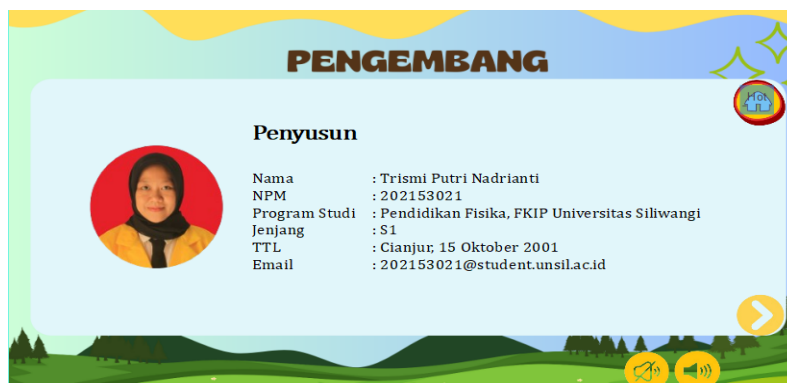 PENGEMBANG
Hot
Penyusun
Nama : Trismi Putri Nadrianti
NPM : 202153021
Program Studi : Pendidikan Fisika, FKIP Universitas Siliwangi
Jenjang : S1
TTL : Cianjur, 15 Oktober 2001
Email : 202153021@student.unsil.ac.id